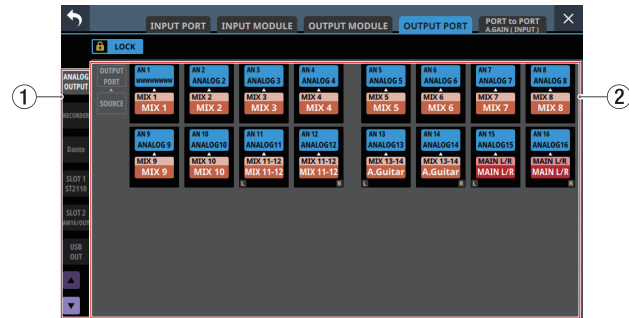 INPUT PORT INPUT MODULE OUTPUT MODULE OUTPUT PORT PORT to PORT
A.GAIN ( INPUT )
LOCK
1
2
ANALOG
OUTPUT
RECORDER
Dante
SLOT 1
ST2110
SLOT 2
AN16/OUT
USB
OUT
OUTPUT
PORT
SOURCE
AN 1 AN 2 AN 3 AN 4 AN 5 AN 6 AN 7 AN 8
wwwwwwww ANALOG 2 ANALOG 3 ANALOG 4 ANALOG 5 ANALOG 6 ANALOG 7 ANALOG 8
MIX 1 MIX 2 MIX 3 MIX 4 MIX 5 MIX 6 MIX 7 MIX 8
MIX 1 MIX 2 MIX 3 MIX 4 MIX 5 MIX 6 MIX 7 MIX 8
AN 9 AN 10 AN 11 AN 12 AN 13 AN 14 AN 15 AN 16
ANALOG 9 ANALOG10 ANALOG11 ANALOG12 ANALOG13 ANALOG14 ANALOG15 ANALOG16
MIX 9 MIX 10 MIX 11-12 MIX 11-12 MIX 13-14 MIX 13-14 MAIN L/R MAIN L/R
MIX 9 MIX 10 MIX 11-12 MIX 11-12 A.Guitar A.Guitar MAIN L/R MAIN L/R
L R L R L R